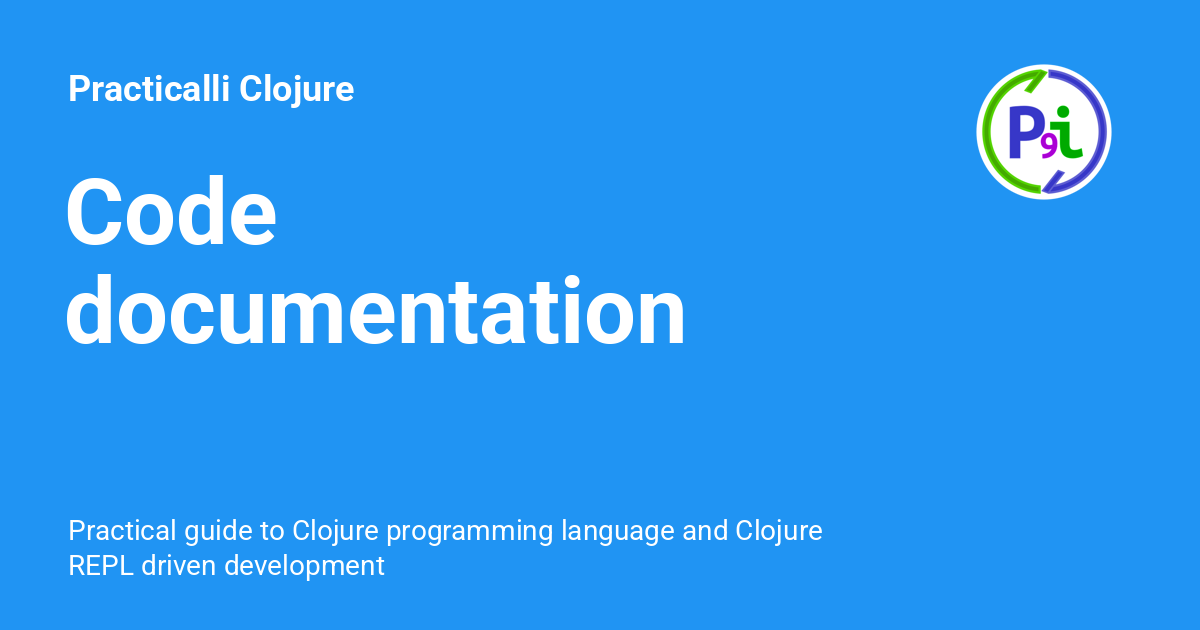 Practicalli Clojure
P9i
Code
documentation
Practical guide to Clojure programming language and Clojure
REPL driven development